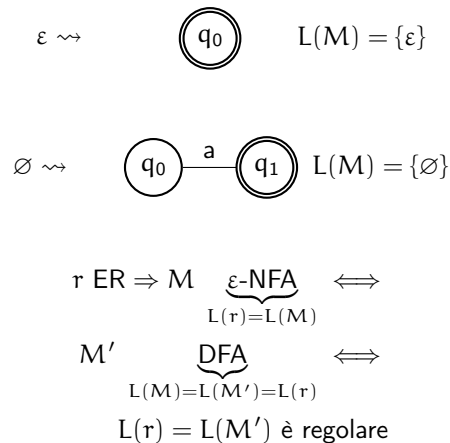 ε ⇝ q₀ L(M) = {ε}
a
∅ ⇝ q₀ q₁ L(M) = {∅}
r ER ⇒ M ε-NFA ⟺
L(r)=L(M)
M′ DFA ⟺
L(M)=L(M′)=L(r)
L(r) = L(M′) è regolare